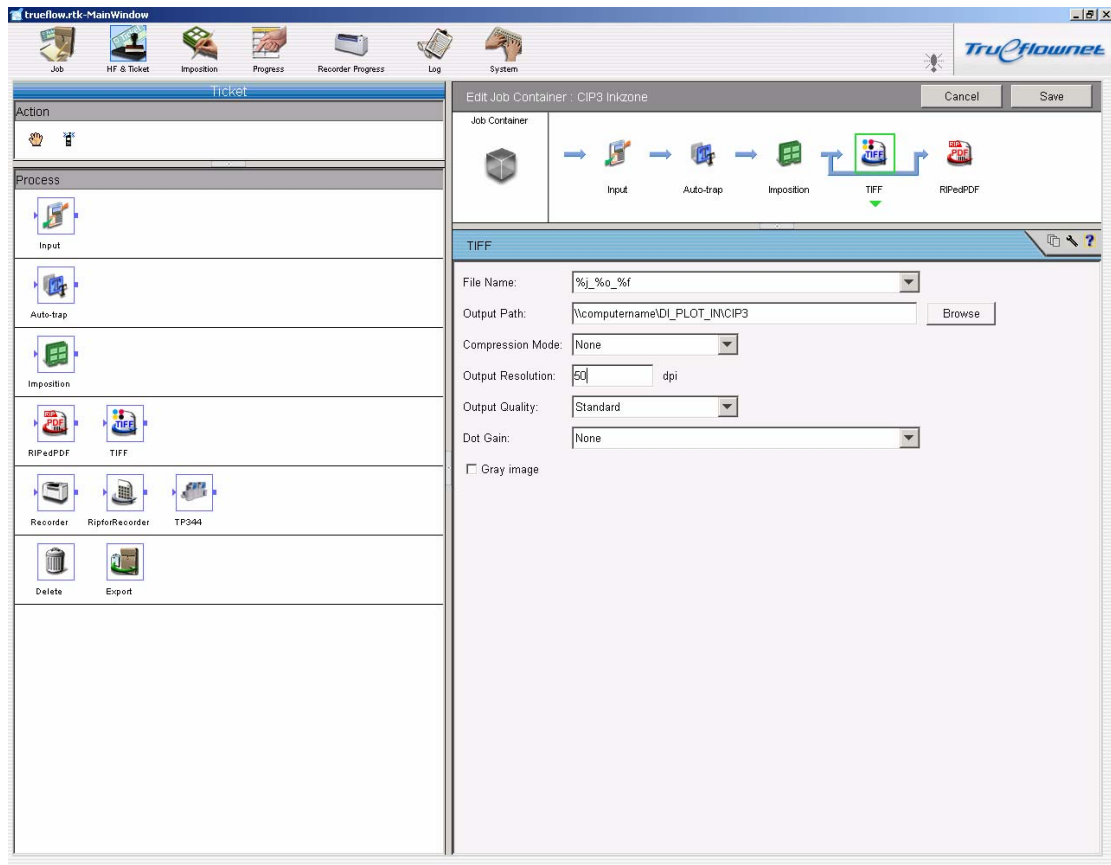 trueflow.rtk-MainWindow
Job HF & Ticket Imposition Progress Recorder Progress Log System
Trueflownet
Ticket
Action
Process
Input
Auto-trap
Imposition
RIPedPDF TIFF
Recorder RipforRecorder TP344
Delete Export
Edit Job Container : CIP3 Inkzone Cancel Save
Job Container
Input Auto-trap Imposition TIFF RIPedPDF
TIFF
File Name: %j_%o_%f
Output Path: \\computername\DI_PLOT_IN\CIP3 Browse
Compression Mode: None
Output Resolution: 50 dpi
Output Quality: Standard
Dot Gain: None
Gray image